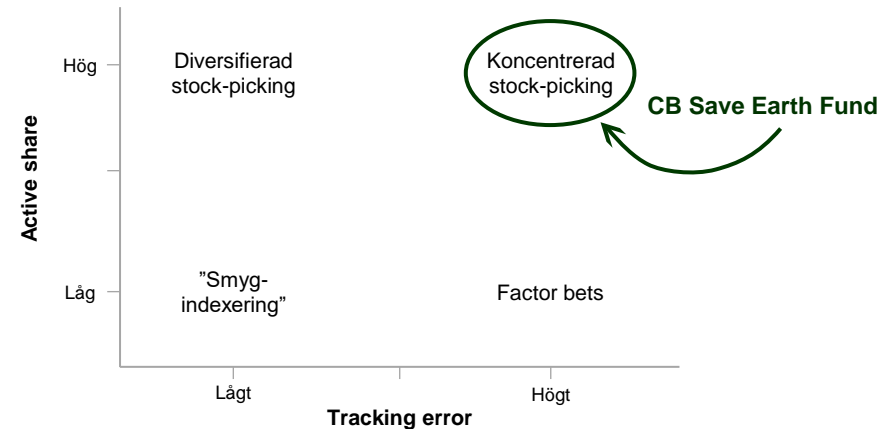 Diversifierad
stock-picking
Koncentrerad
stock-picking
Hög
CB Save Earth Fund
Active share
”Smyg-
indexering”
Factor bets
Låg
Lågt
Högt
Tracking error